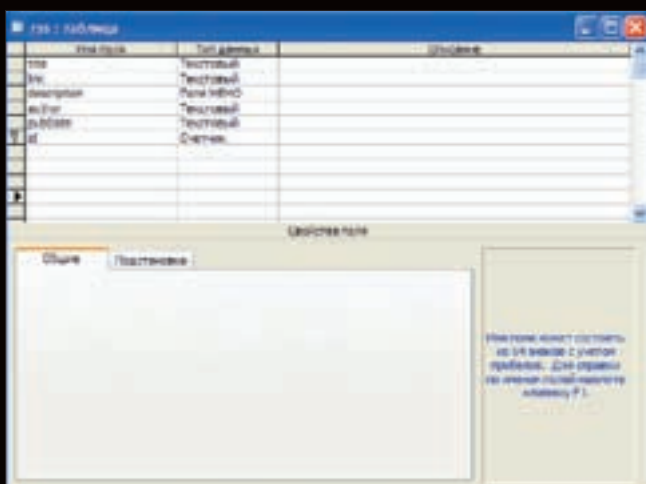 rss : таблица
Имя поля Тип данных Описание
title Текстовый
link Текстовый
description Поле МЕМО
author Текстовый
pubDate Текстовый
id Счетчик
Свойства поля
Общие Подстановка
Имя поля может состоять
из 64 знаков с учетом
пробелов. Для справки
по именам полей нажмите
клавишу F1.